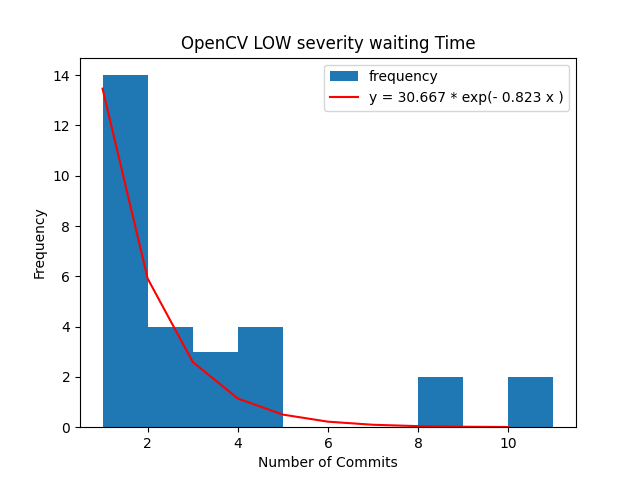 OpenCV LOW severity waiting Time
frequency
y = 30.667 * exp(- 0.823 x )
14
12
10
8
6
4
2
0
Frequency
2 4 6 8 10
Number of Commits